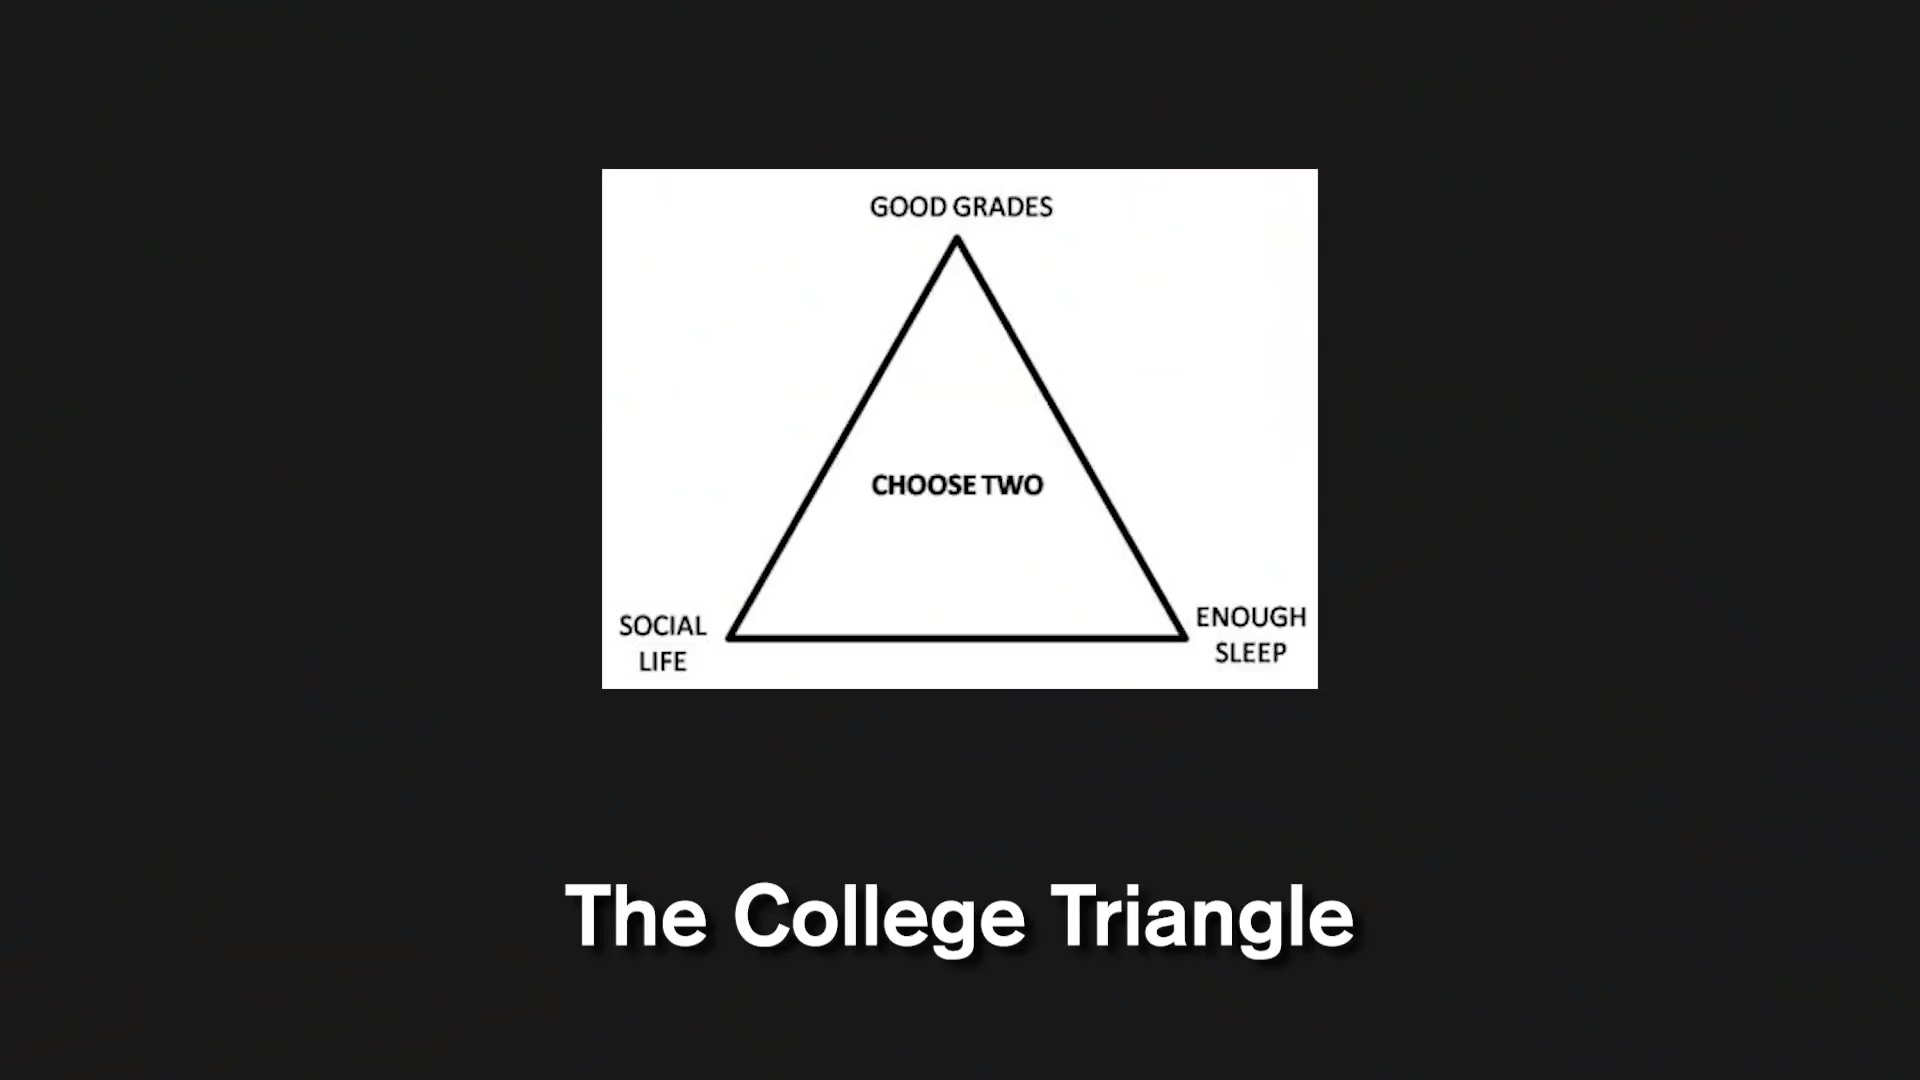 GOOD GRADES
CHOOSE TWO
SOCIAL
LIFE
ENOUGH
SLEEP
The College Triangle